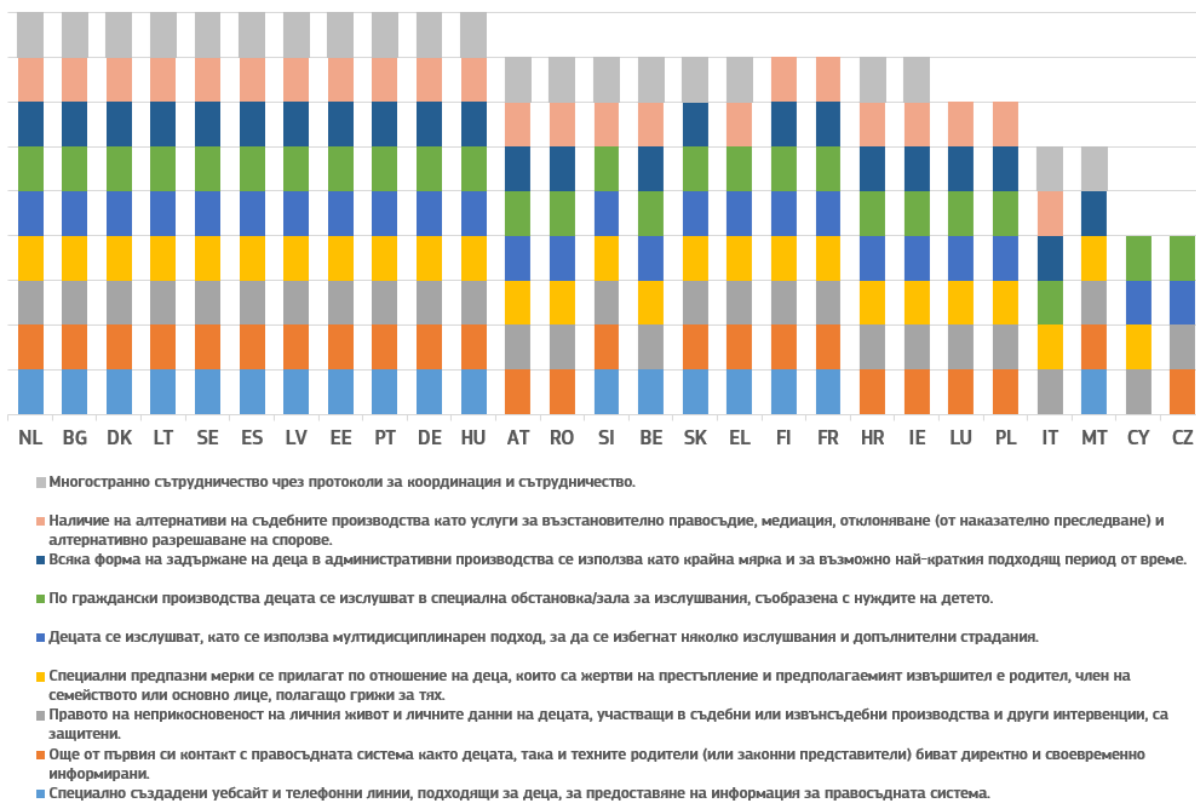 NL BG DK LT SE ES LV EE PT DE HU AT RO SI BE SK EL FI FR HR IE LU PL IT MT CY CZ
Многостранно сътрудничество чрез протоколи за координация и сътрудничество.
Наличие на алтернативи на съдебните производства като услуги за възстановително правосъдие, медиация, отклоняване (от наказателно преследване) и
алтернативно разрешаване на спорове.
Всяка форма на задържане на деца в административни производства се използва като крайна мярка и за възможно най-краткия подходящ период от време.
По граждански производства децата се изслушват в специална обстановка/зала за изслушвания, съобразена с нуждите на детето.
Децата се изслушват, като се използва мултидисциплинарен подход, за да се избегнат няколко изслушвания и допълнителни страдания.
Специални предпазни мерки се прилагат по отношение на деца, които са жертви на престъпление и предполагаемият извършител е родител, член на
семейството или основно лице, полагащо грижи за тях.
Правото на неприкосновеност на личния живот и личните данни на децата, участващи в съдебни или извънсъдебни производства и други интервенции, са
защитени.
Още от първия си контакт с правосъдната система както децата, така и техните родители (или законни представители) биват директно и своевременно
информирани.
Специално създадени уебсайт и телефонни линии, подходящи за деца, за предоставяне на информация за правосъдната система.